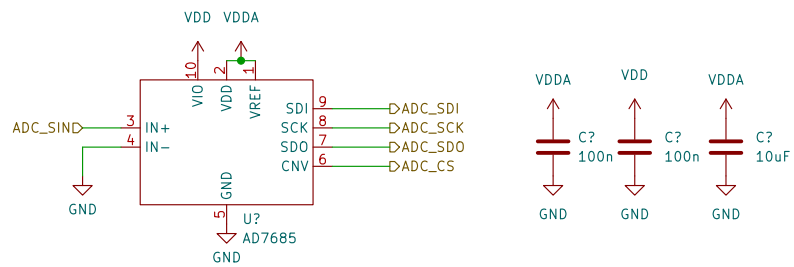 VDD VDDA
10 2 1
VIO VDD VREF
ADC_SIN 3 IN+
4 IN-
GND
SDI 9 ADC_SDI
SCK 8 ADC_SCK
SDO 7 ADC_SDO
CNV 6 ADC_CS
GND
5
U?
AD7685
GND
VDDA VDD VDDA
C? C? C?
100n 100n 10uF
GND GND GND